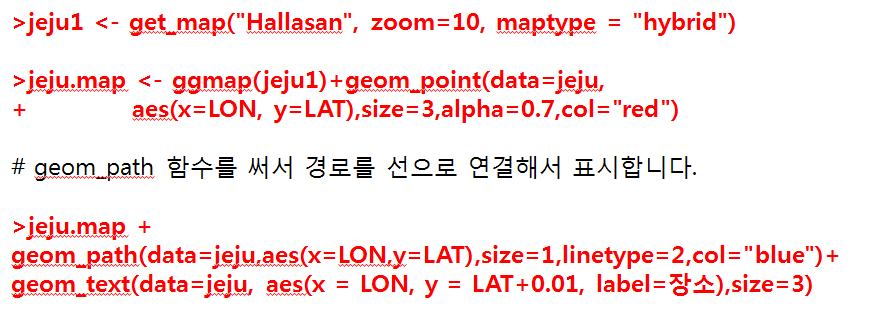 >jeju1 <- get_map("Hallasan", zoom=10, maptype = "hybrid")
>jeju.map <- ggmap(jeju1)+geom_point(data=jeju,
+ aes(x=LON, y=LAT),size=3,alpha=0.7,col="red")
# geom_path 함수를 써서 경로를 선으로 연결해서 표시합니다.
>jeju.map +
geom_path(data=jeju,aes(x=LON,y=LAT),size=1,linetype=2,col="blue")+
geom_text(data=jeju, aes(x = LON, y = LAT+0.01, label=장소),size=3)